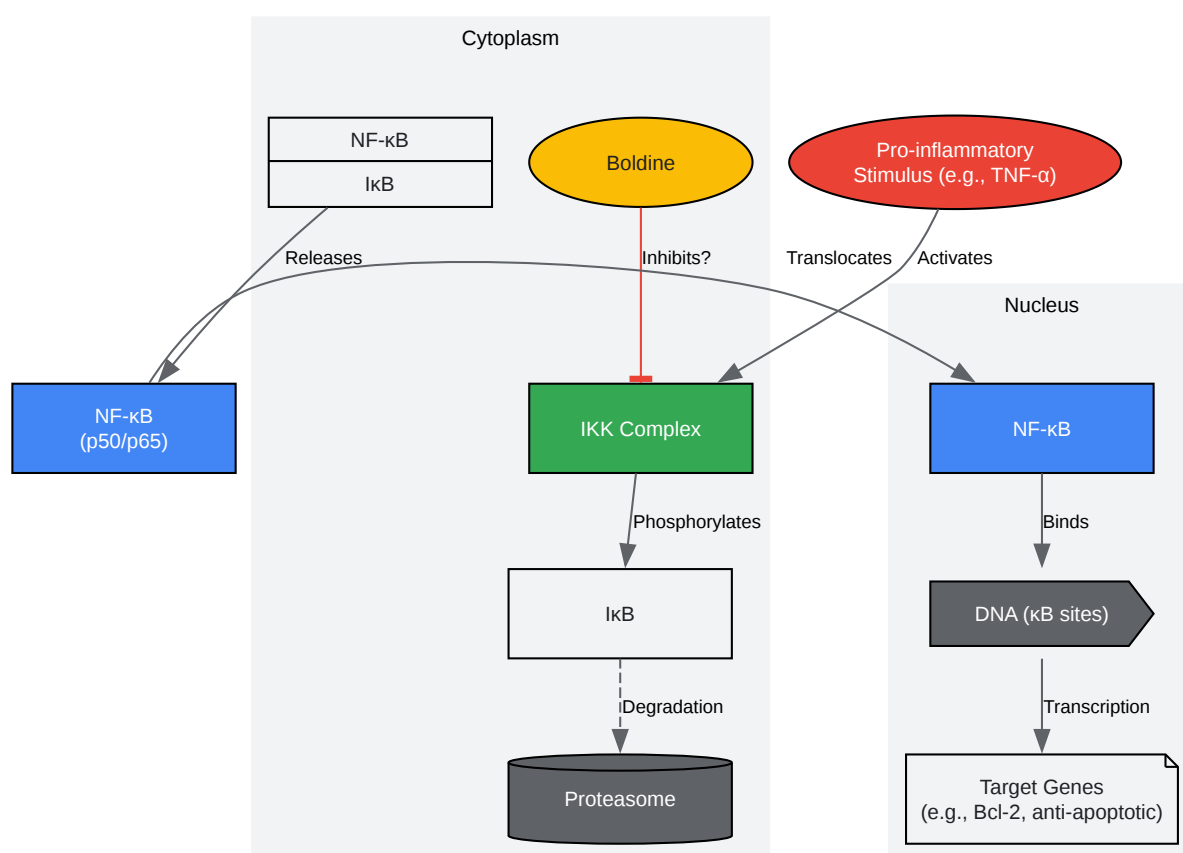 Cytoplasm
NF-κB
IκB
Boldine
Pro-inflammatory
Stimulus (e.g., TNF-α)
Releases
Inhibits?
Translocates
Activates
Nucleus
NF-κB
(p50/p65)
IKK Complex
NF-κB
Phosphorylates
Binds
IκB
DNA (κB sites)
Degradation
Transcription
Proteasome
Target Genes
(e.g., Bcl-2, anti-apoptotic)